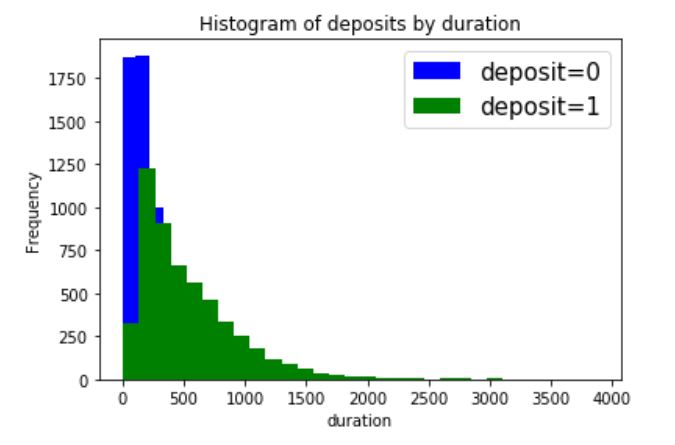 Histogram of deposits by duration
deposit=0
deposit=1
1750
1500
1250
1000
750
500
250
0
Frequency
0 500 1000 1500 2000 2500 3000 3500 4000
duration